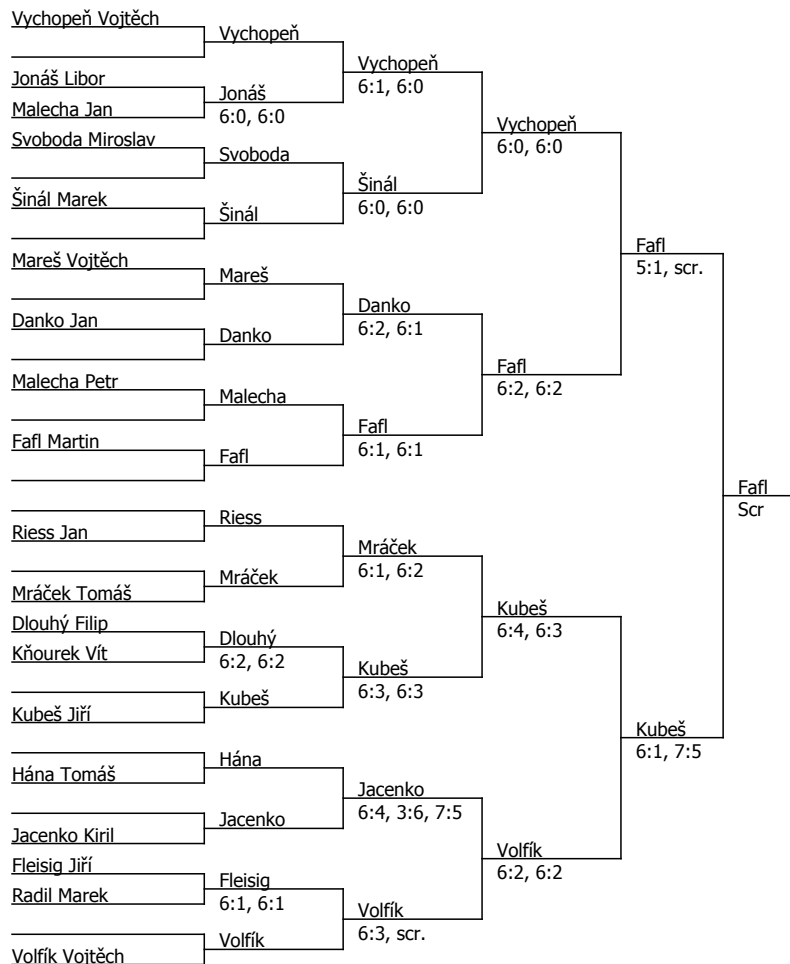 Vychopeň Vojtěch
Jonáš Libor
Malecha Jan
Svoboda Miroslav
Šinál Marek
Mareš Vojtěch
Danko Jan
Malecha Petr
Fafl Martin
Riess Jan
Mráček Tomáš
Dlouhý Filip
Kňourek Vít
Kubeš Jiří
Hána Tomáš
Jacenko Kiril
Fleisig Jiří
Radil Marek
Volfík Vojtěch
Vychopeň
Jonáš
6:0, 6:0
Svoboda
Šinál
Mareš
Danko
Malecha
Fafl
Riess
Mráček
Dlouhý
6:2, 6:2
Kubeš
Hána
Jacenko
Fleisig
6:1, 6:1
Volfík
Vychopeň
6:1, 6:0
Šinál
6:0, 6:0
Danko
6:2, 6:1
Fafl
6:1, 6:1
Mráček
6:1, 6:2
Kubeš
6:3, 6:3
Jacenko
6:4, 3:6, 7:5
Volfík
6:3, scr.
Vychopeň
6:0, 6:0
Fafl
6:2, 6:2
Kubeš
6:4, 6:3
Volfík
6:2, 6:2
Fafl
5:1, scr.
Kubeš
6:1, 7:5
Fafl
Scr